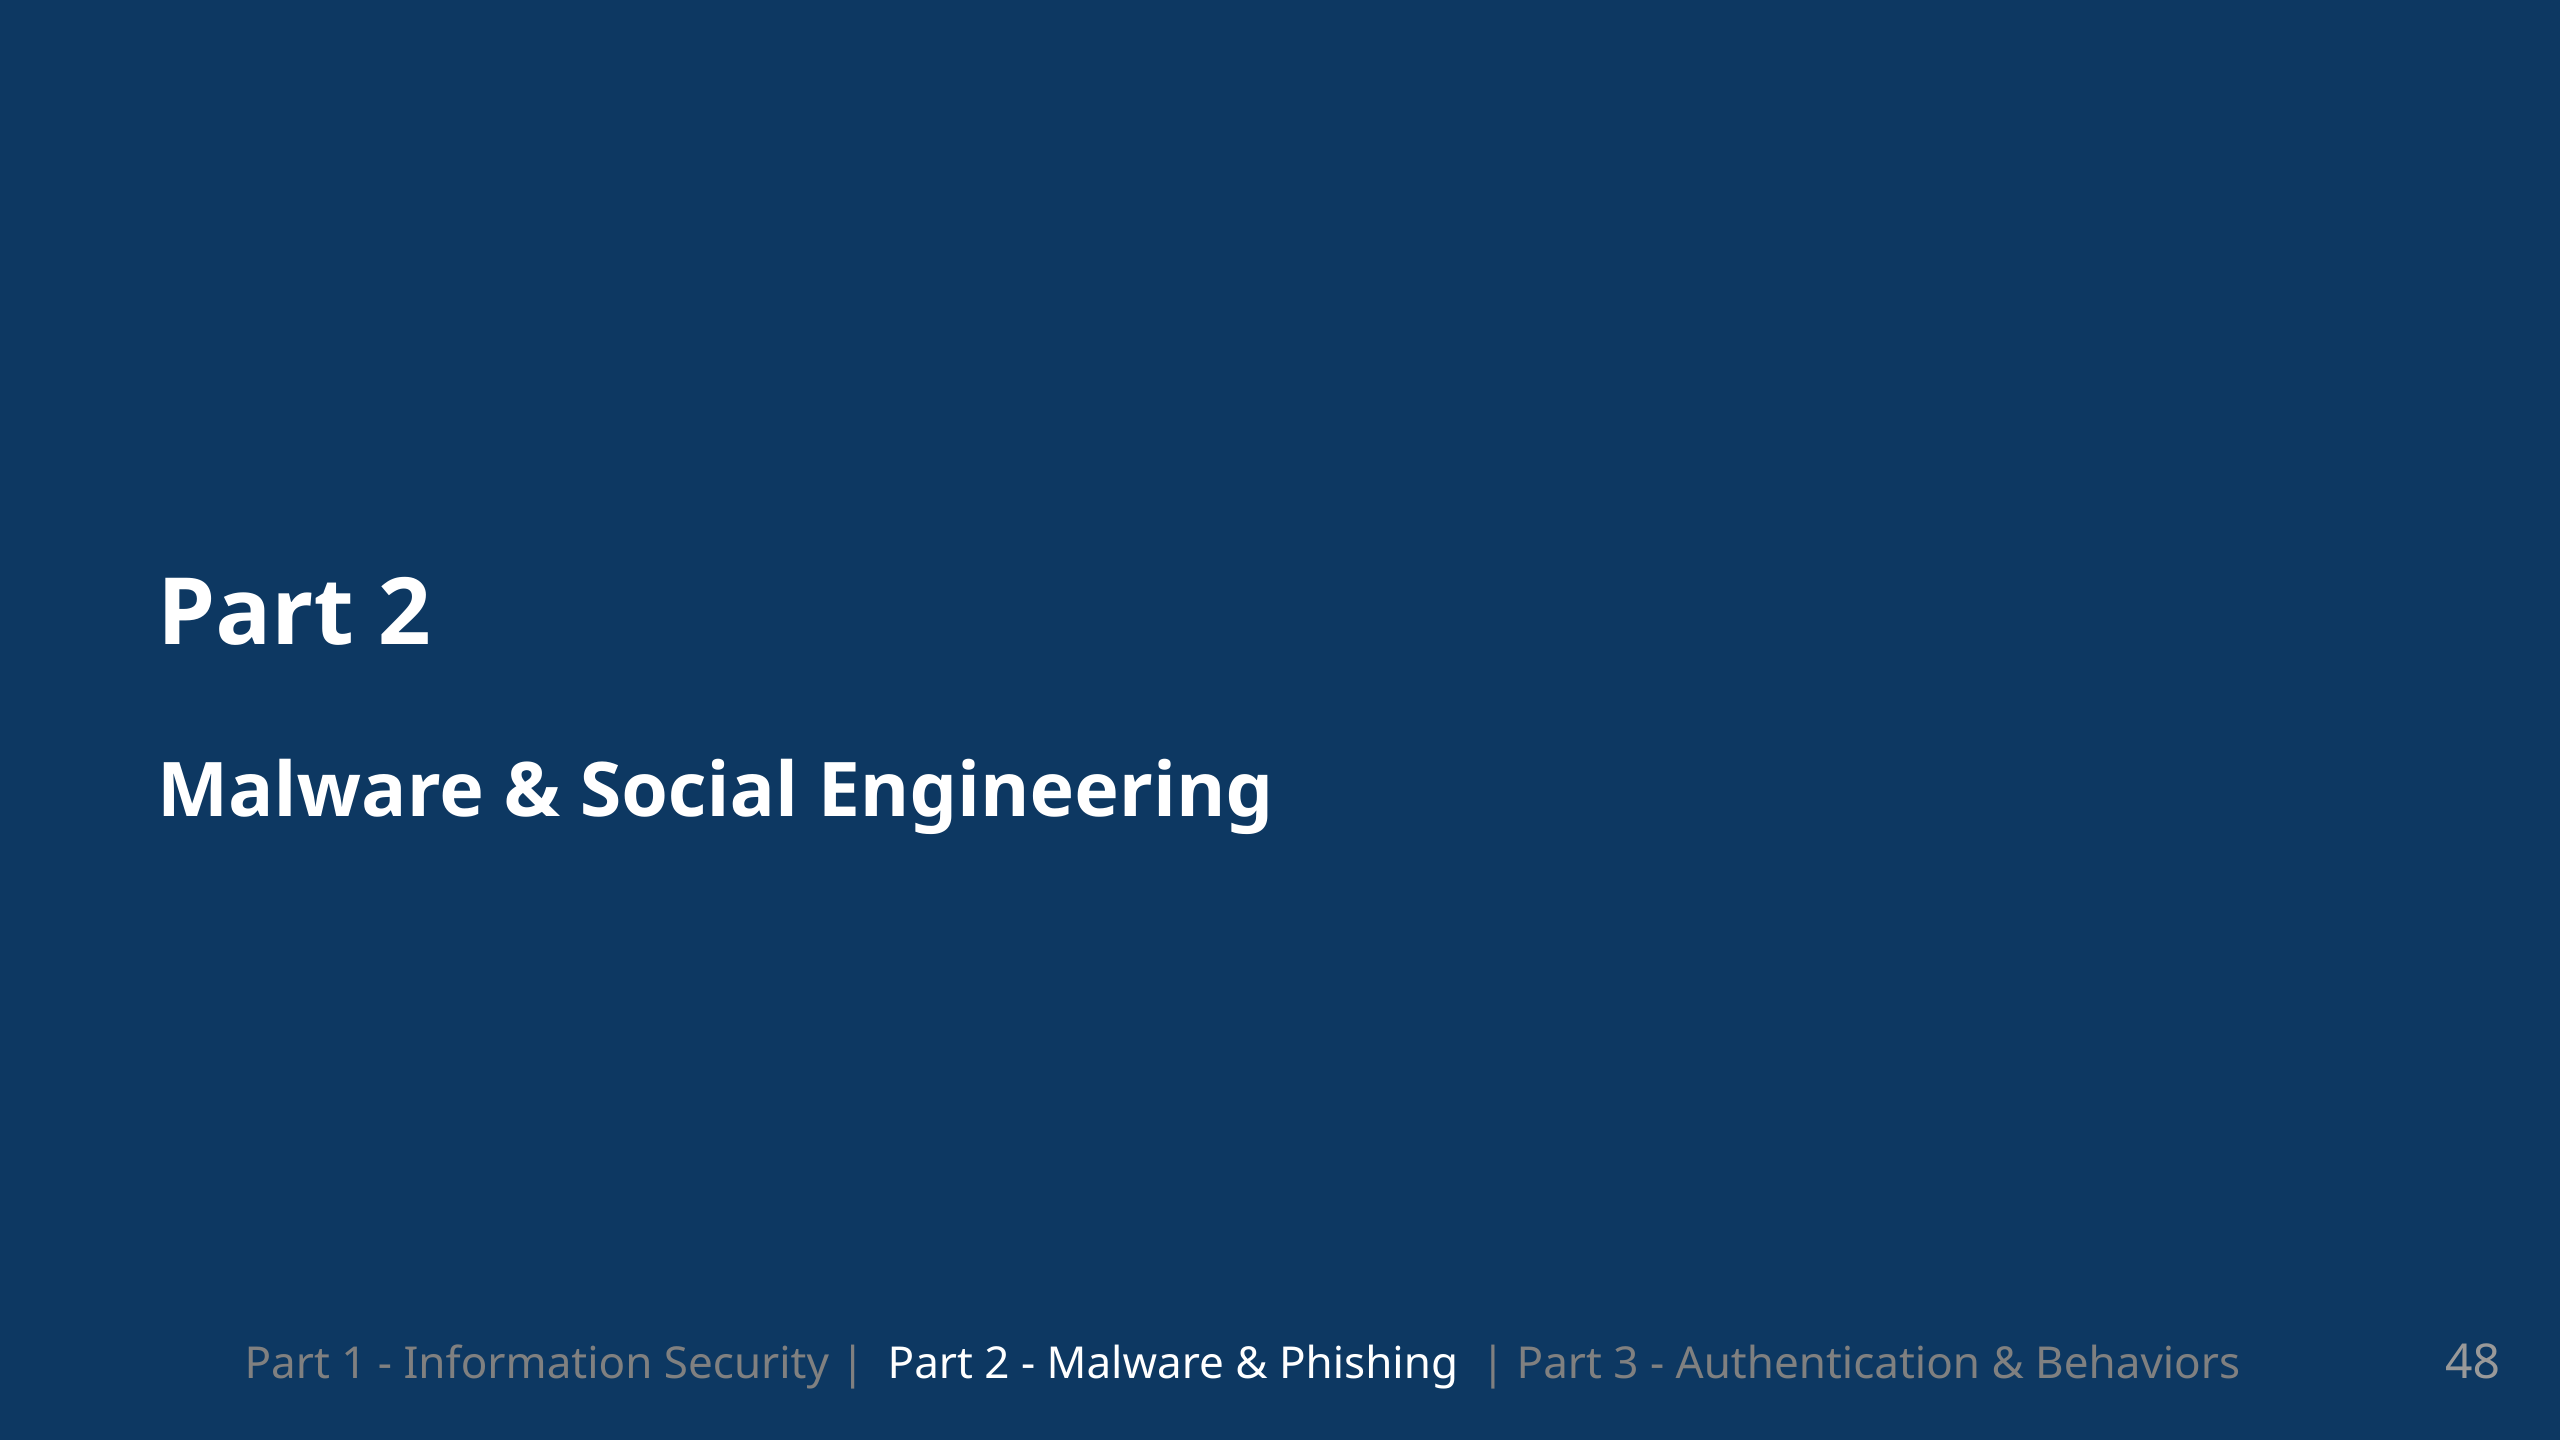 Part 2
Malware & Social Engineering
Part 1 - Information Security | Part 2 - Malware & Phishing | Part 3 - Authentication & Behaviors 48